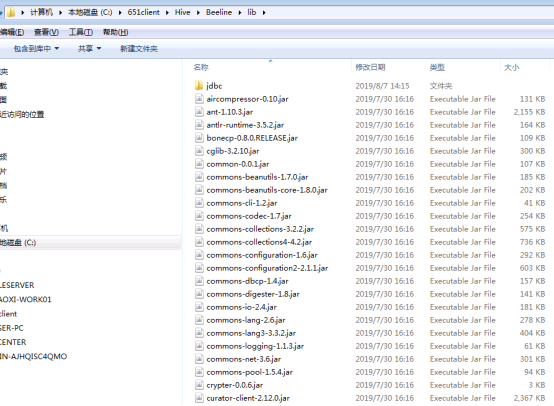 计算机 ▸ 本地磁盘 (C:) ▸ 651client ▸ Hive ▸ Beeline ▸ lib ▸
编辑(E) 查看(V) 工具(T) 帮助(H)
包含到库中 共享 新建文件夹
名称 修改日期 类型 大小
jdbc 2019/8/7 14:15 文件夹
aircompressor-0.10.jar 2019/7/30 16:16 Executable Jar File 131 KB
ant-1.10.3.jar 2019/7/30 16:16 Executable Jar File 2,155 KB
antlr-runtime-3.5.2.jar 2019/7/30 16:16 Executable Jar File 164 KB
bonecp-0.8.0.RELEASE.jar 2019/7/30 16:16 Executable Jar File 109 KB
cglib-3.2.10.jar 2019/7/30 16:16 Executable Jar File 300 KB
common-0.0.1.jar 2019/7/30 16:16 Executable Jar File 107 KB
commons-beanutils-1.7.0.jar 2019/7/30 16:16 Executable Jar File 185 KB
commons-beanutils-core-1.8.0.jar 2019/7/30 16:16 Executable Jar File 202 KB
commons-cli-1.2.jar 2019/7/30 16:16 Executable Jar File 41 KB
commons-codec-1.7.jar 2019/7/30 16:16 Executable Jar File 254 KB
commons-collections-3.2.2.jar 2019/7/30 16:16 Executable Jar File 575 KB
commons-collections4-4.2.jar 2019/7/30 16:16 Executable Jar File 736 KB
commons-configuration-1.6.jar 2019/7/30 16:16 Executable Jar File 292 KB
commons-configuration2-2.1.1.jar 2019/7/30 16:16 Executable Jar File 603 KB
commons-dbcp-1.4.jar 2019/7/30 16:16 Executable Jar File 157 KB
commons-digester-1.8.jar 2019/7/30 16:16 Executable Jar File 141 KB
commons-io-2.4.jar 2019/7/30 16:16 Executable Jar File 181 KB
commons-lang-2.6.jar 2019/7/30 16:16 Executable Jar File 278 KB
commons-lang3-3.3.2.jar 2019/7/30 16:16 Executable Jar File 404 KB
commons-logging-1.1.3.jar 2019/7/30 16:16 Executable Jar File 61 KB
commons-net-3.6.jar 2019/7/30 16:16 Executable Jar File 301 KB
commons-pool-1.5.4.jar 2019/7/30 16:16 Executable Jar File 94 KB
crypter-0.0.6.jar 2019/7/30 16:16 Executable Jar File 3 KB
curator-client-2.12.0.jar 2019/7/30 16:16 Executable Jar File 2,367 KB
夹
载
面
近访问的位置
频
片
档
乐
机
地磁盘 (C:)
LESERVER
AOXI-WORK01
client
SER-PC
CENTER
IN-AJHQISC4QMO